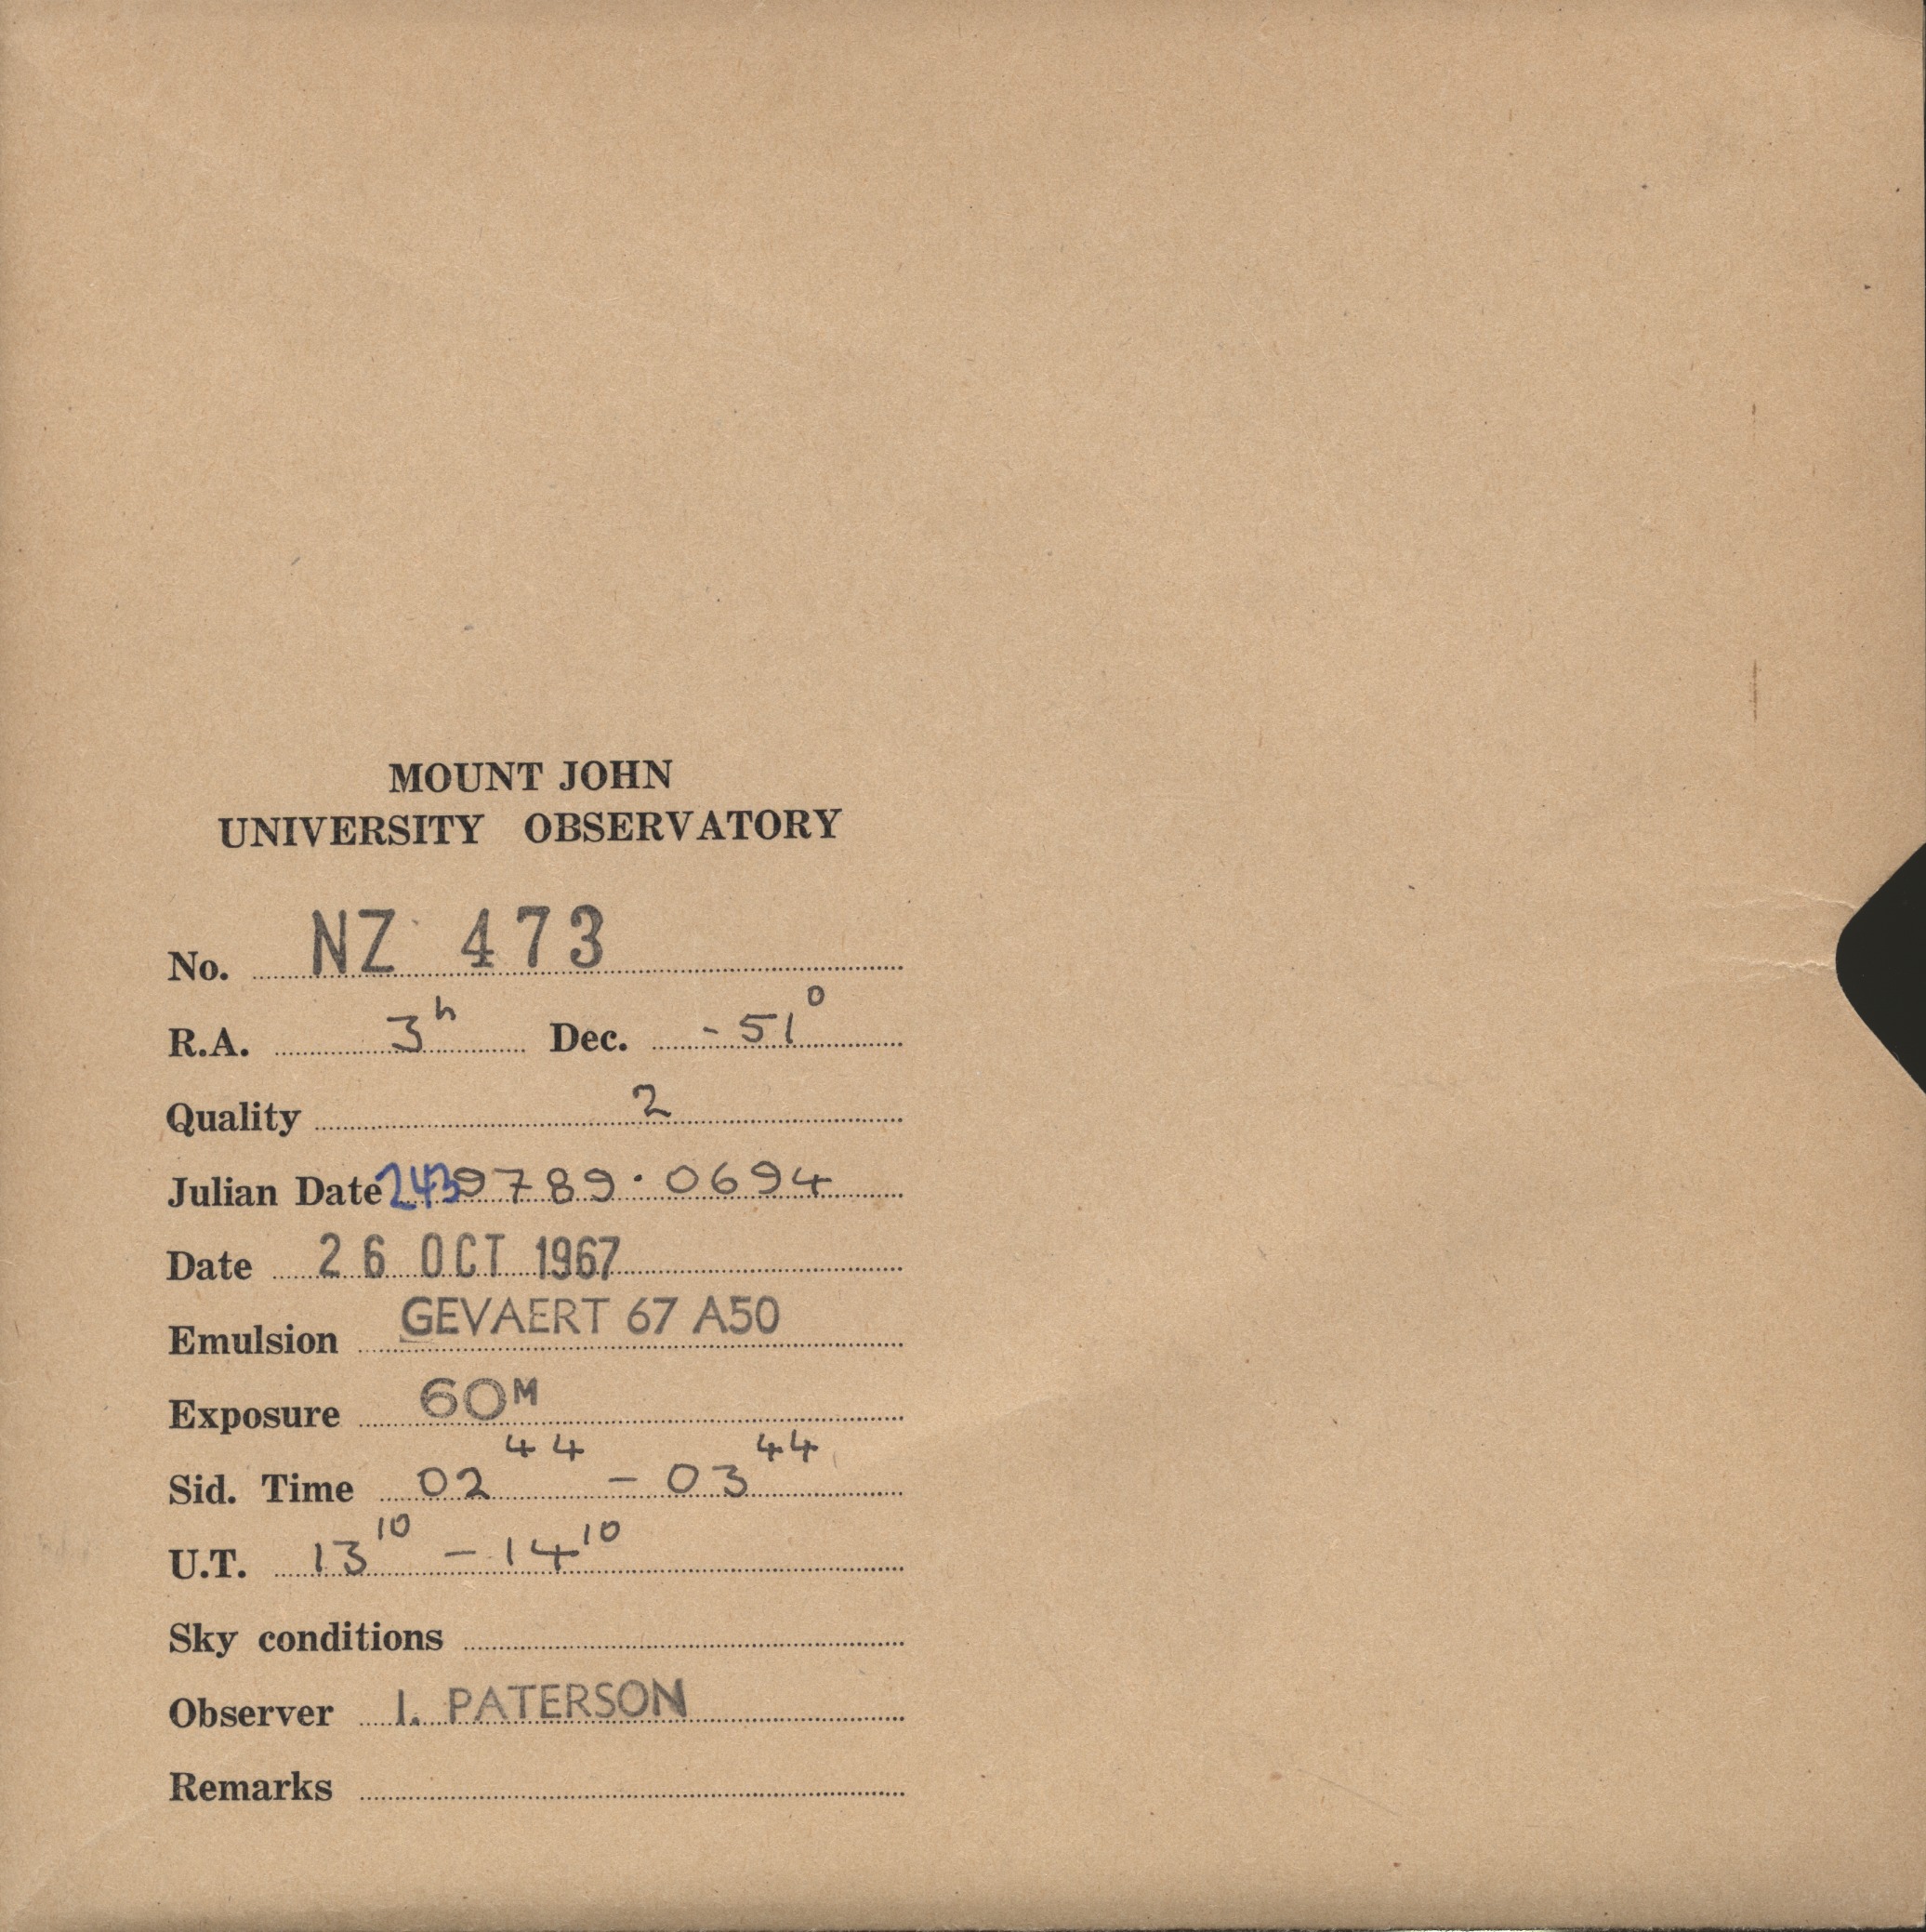 MOUNT JOHN
UNIVERSITY OBSERVATORY
No. NZ 473
R.A. 3h Dec. -51°
Quality 2
Julian Date 2439789.0694
Date 26 OCT 1967
Emulsion GEVAERT 67 A50
Exposure 60M
Sid. Time 02 44 - 03 44
U.T. 13 10 - 14 10
Sky conditions
Observer I. PATERSON
Remarks